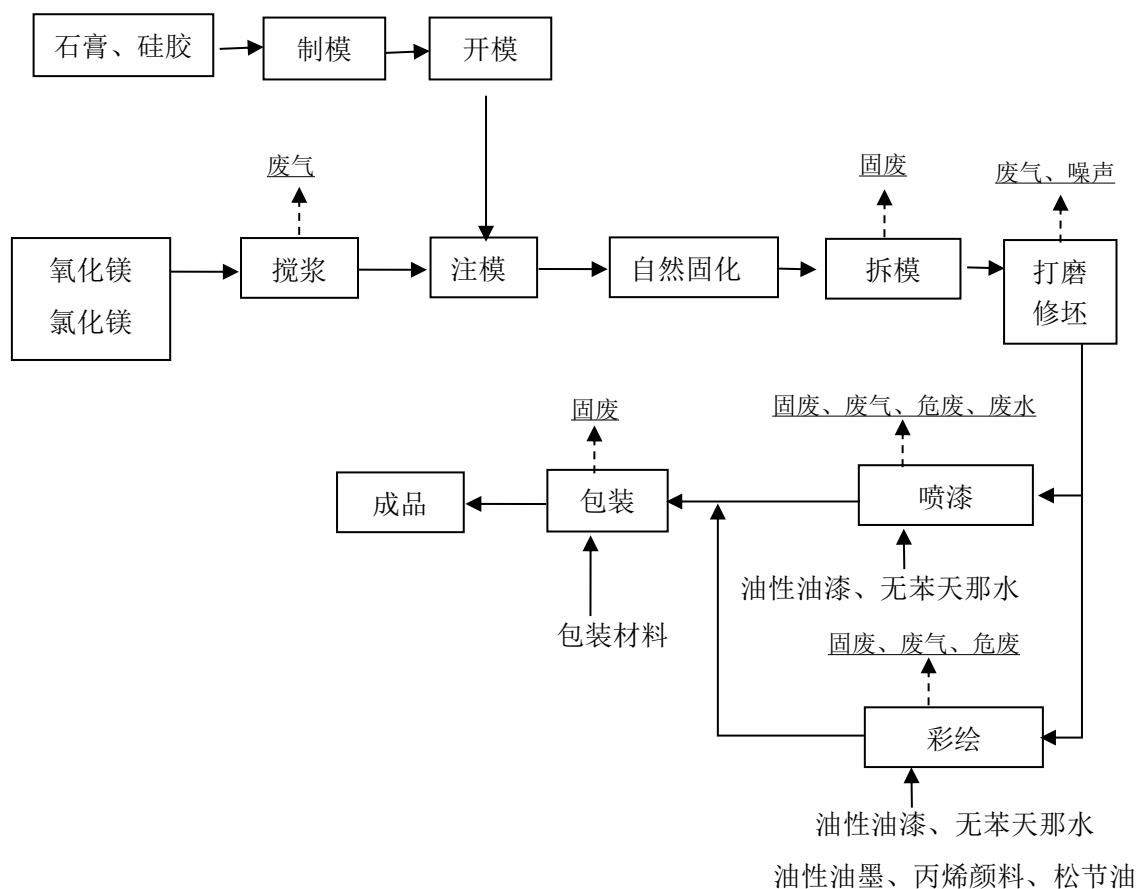 石膏、硅胶
制模
开模
废气
固废
废气、噪声
氧化镁
氯化镁
搅浆
注模
自然固化
拆模
打磨
修坯
固废
固废、废气、危废、废水
成品
包装
喷漆
油性油漆、无苯天那水
包装材料
固废、废气、危废
彩绘
油性油漆、无苯天那水
油性油墨、丙烯颜料、松节油